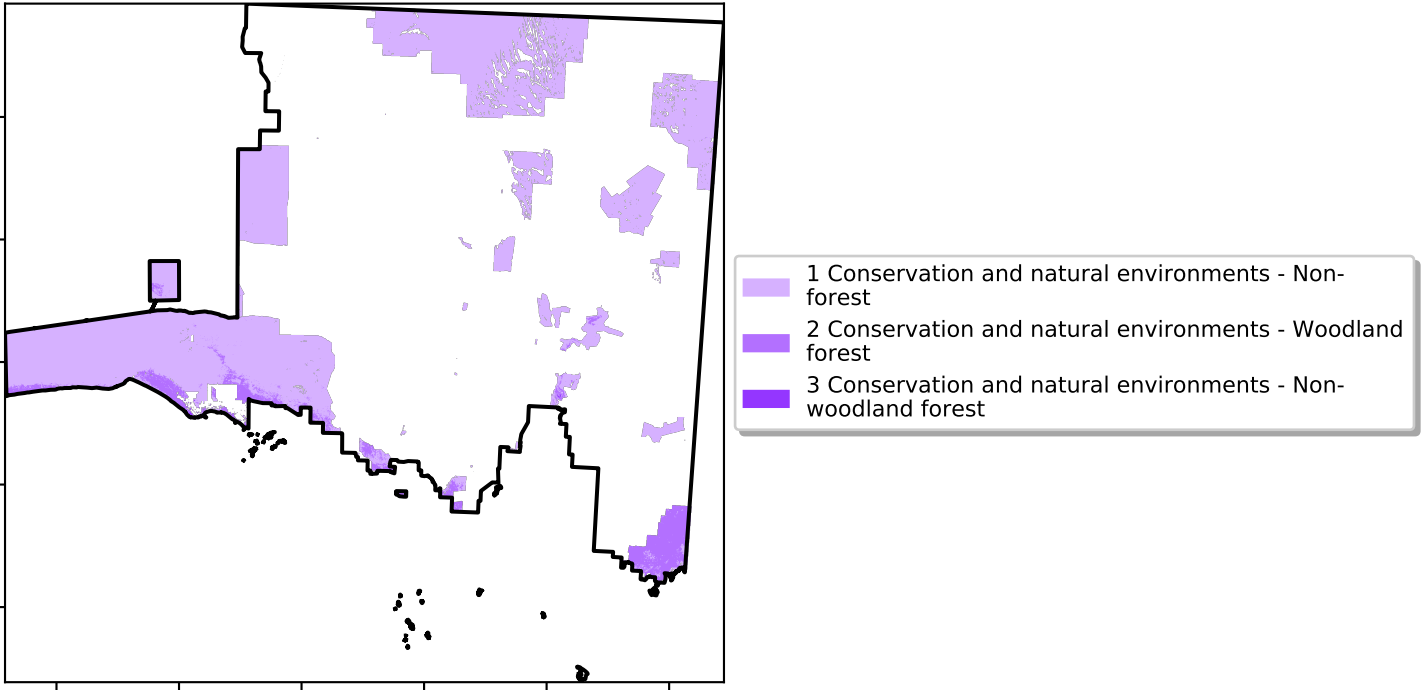 1 Conservation and natural environments - Non-
forest
2 Conservation and natural environments - Woodland
forest
3 Conservation and natural environments - Non-
woodland forest